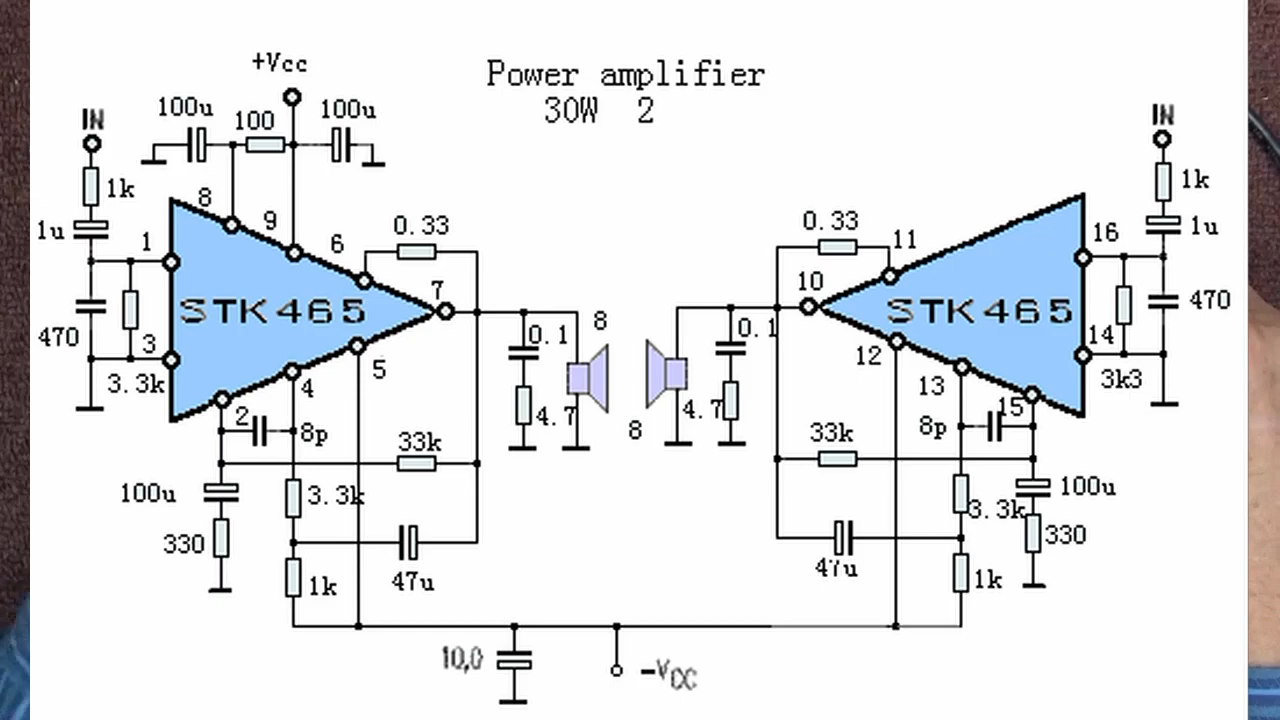 Power amplifier
30W 2
+Vcc
IN
100u
100
100u
1k
1u
8
9
6
0.33
1
7
STK465
470
3
3.3k
2
4
5
8p
0.1
8
4.7
33k
100u
3.3k
330
47u
1k
10,0
-VCC
IN
1k
1u
0.33
11
16
10
STK465
470
14
3k3
12
13
15
8p
0.1
8
4.7
33k
100u
3.3k
330
47u
1k